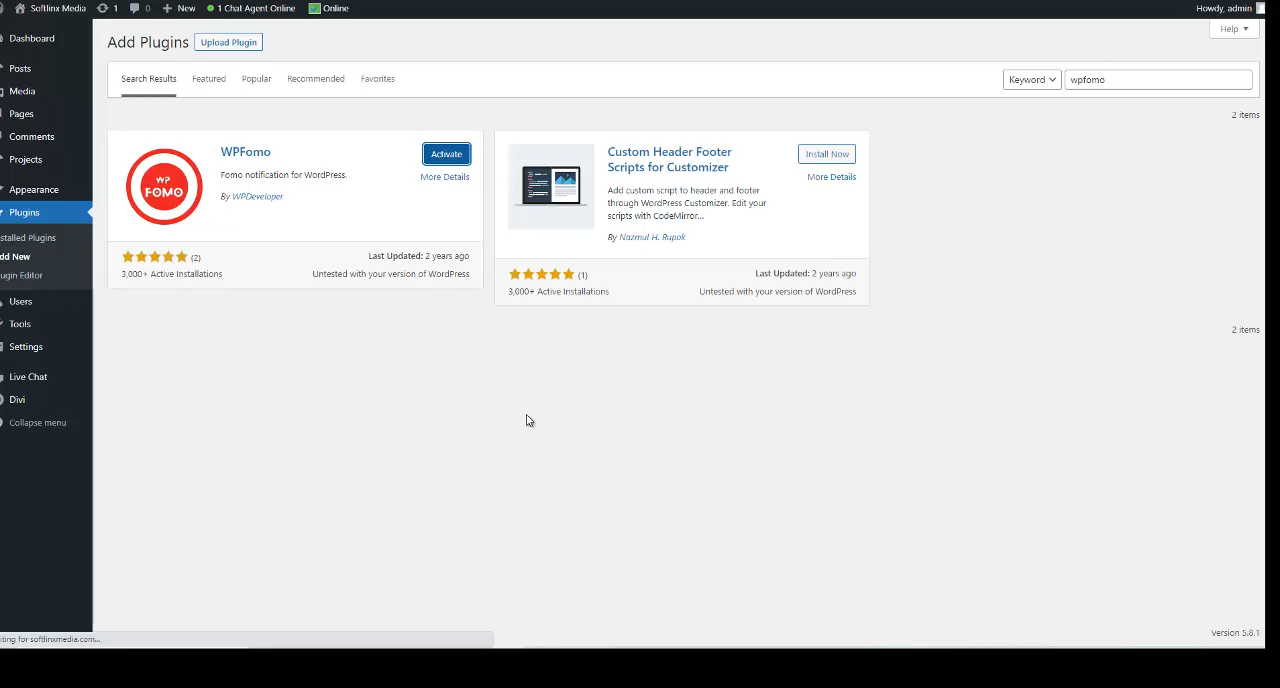 Softlinx Media 1 0 New 1 Chat Agent Online Online Howdy, admin
Help
Dashboard
Posts
Media
Pages
Comments
Projects
Appearance
Plugins
nstalled Plugins
dd New
lugin Editor
Users
Tools
Settings
Live Chat
Divi
Collapse menu
Add Plugins Upload Plugin
Search Results Featured Popular Recommended Favorites Keyword wpfomo
2 items
WP
FOMO
WPFomo
Fomo notification for WordPress.
By WPDeveloper
Activate
More Details
(2)
3,000+ Active Installations
Last Updated: 2 years ago
Untested with your version of WordPress
Custom Header Footer
Scripts for Customizer
Add custom script to header and footer
through WordPress Customizer. Edit your
scripts with CodeMirror...
By Nazmul H. Rupok
Install Now
More Details
(1)
3,000+ Active Installations
Last Updated: 2 years ago
Untested with your version of WordPress
2 items
iting for softlinxmedia.com...
Version 5.8.1